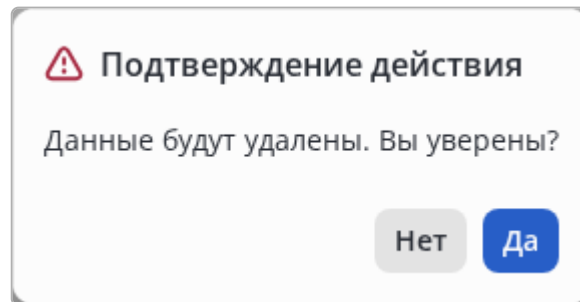 Подтверждение действия
Данные будут удалены. Вы уверены?
Нет Да